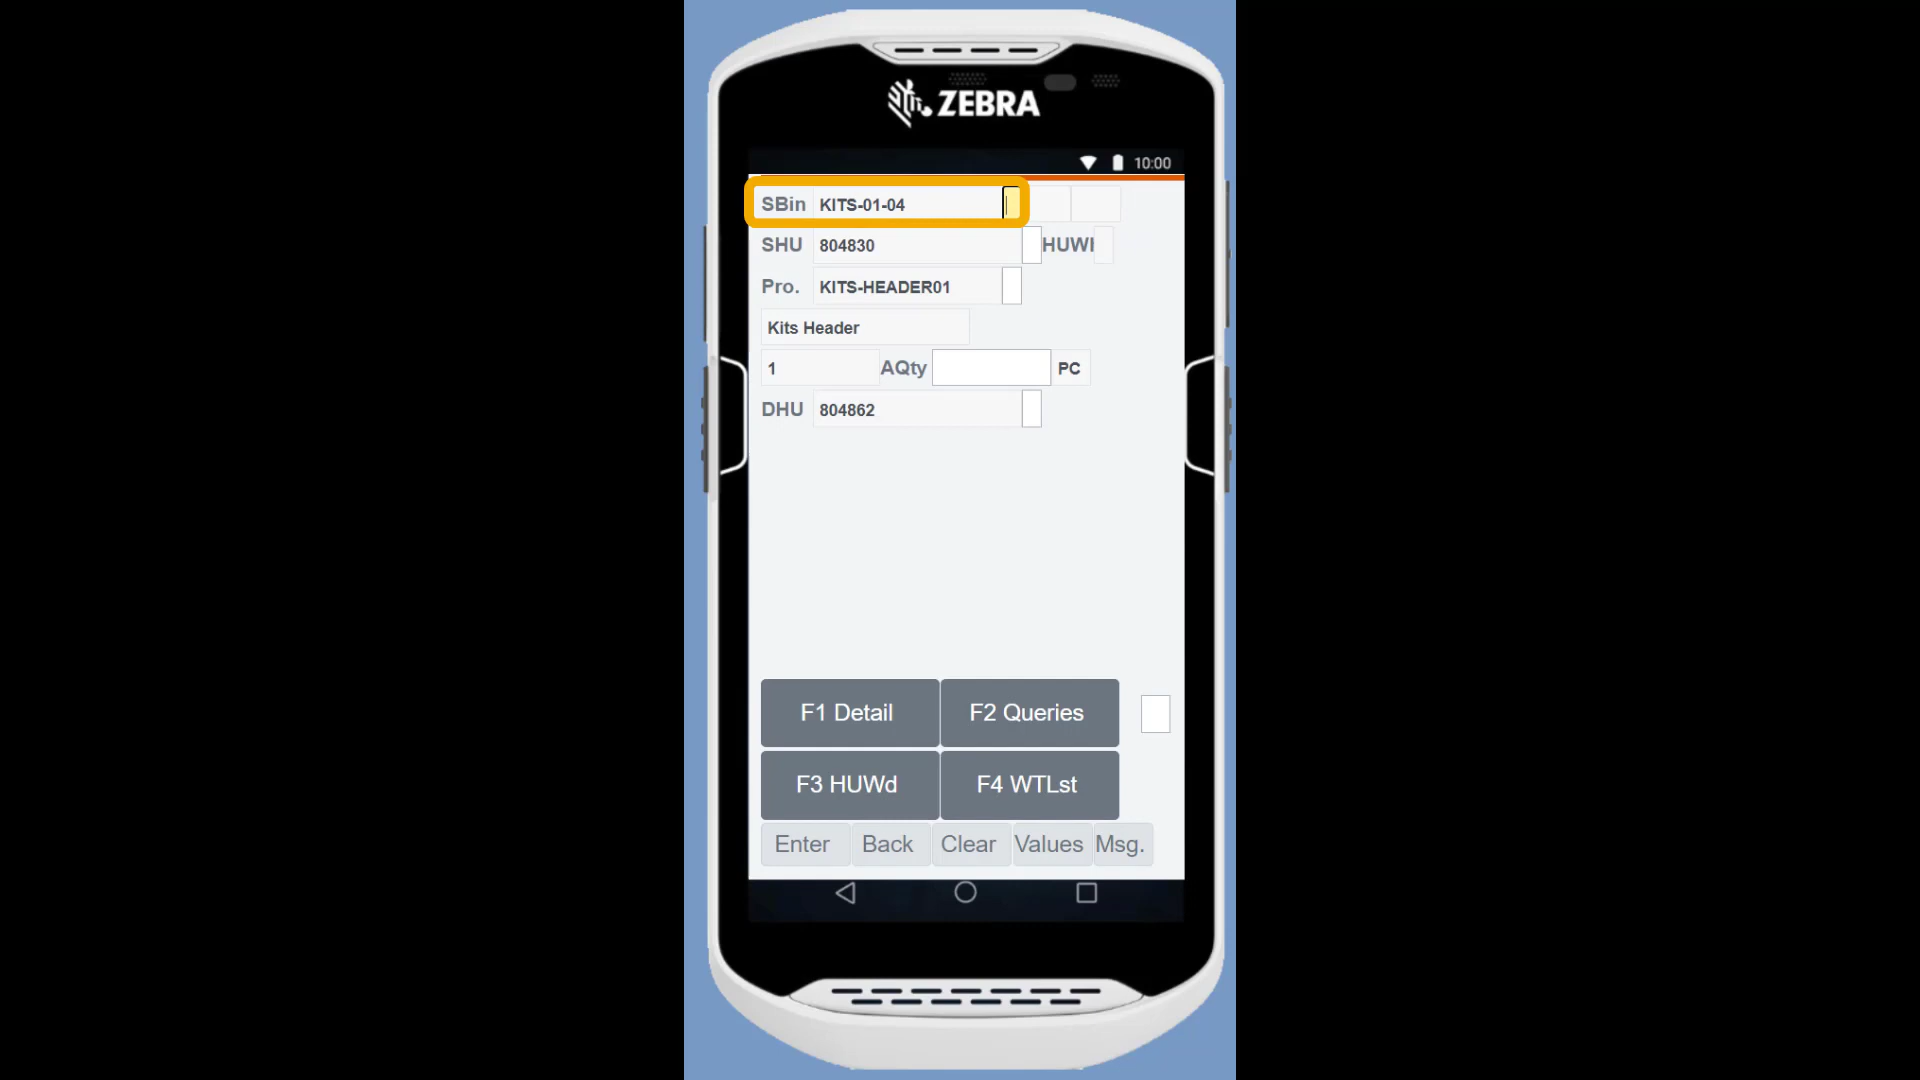 ZEBRA
10:00
SBin KITS-01-04
SHU 804830 HUWI
Pro. KITS-HEADER01
Kits Header
1 AQty PC
DHU 804862
F1 Detail F2 Queries
F3 HUWd F4 WTLst
Enter Back Clear Values Msg.